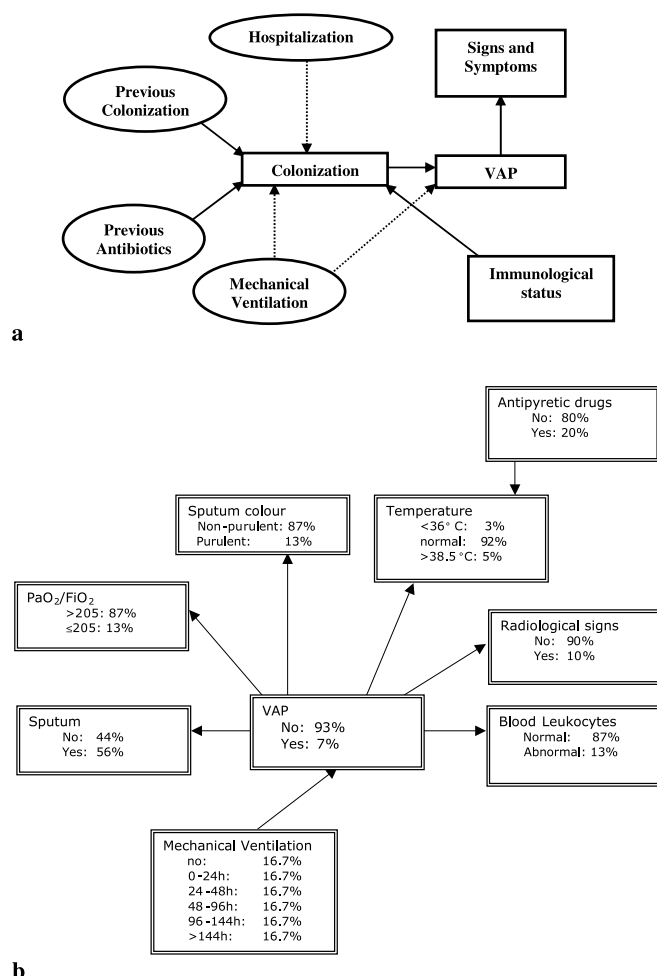 Hospitalization
Signs and
Symptoms
Previous
Colonization
Colonization
VAP
Previous
Antibiotics
Mechanical
Ventilation
Immunological
status
a
Antipyretic drugs
No: 80%
Yes: 20%
Sputum colour
Non-purulent: 87%
Purulent: 13%
Temperature
<36° C: 3%
normal: 92%
>38.5 °C: 5%
PaO₂/FiO₂
>205: 87%
≤205: 13%
Radiological signs
No: 90%
Yes: 10%
VAP
No: 93%
Yes: 7%
Sputum
No: 44%
Yes: 56%
Blood Leukocytes
Normal: 87%
Abnormal: 13%
Mechanical Ventilation
no: 16.7%
0-24h: 16.7%
24-48h: 16.7%
48-96h: 16.7%
96-144h: 16.7%
>144h: 16.7%
b